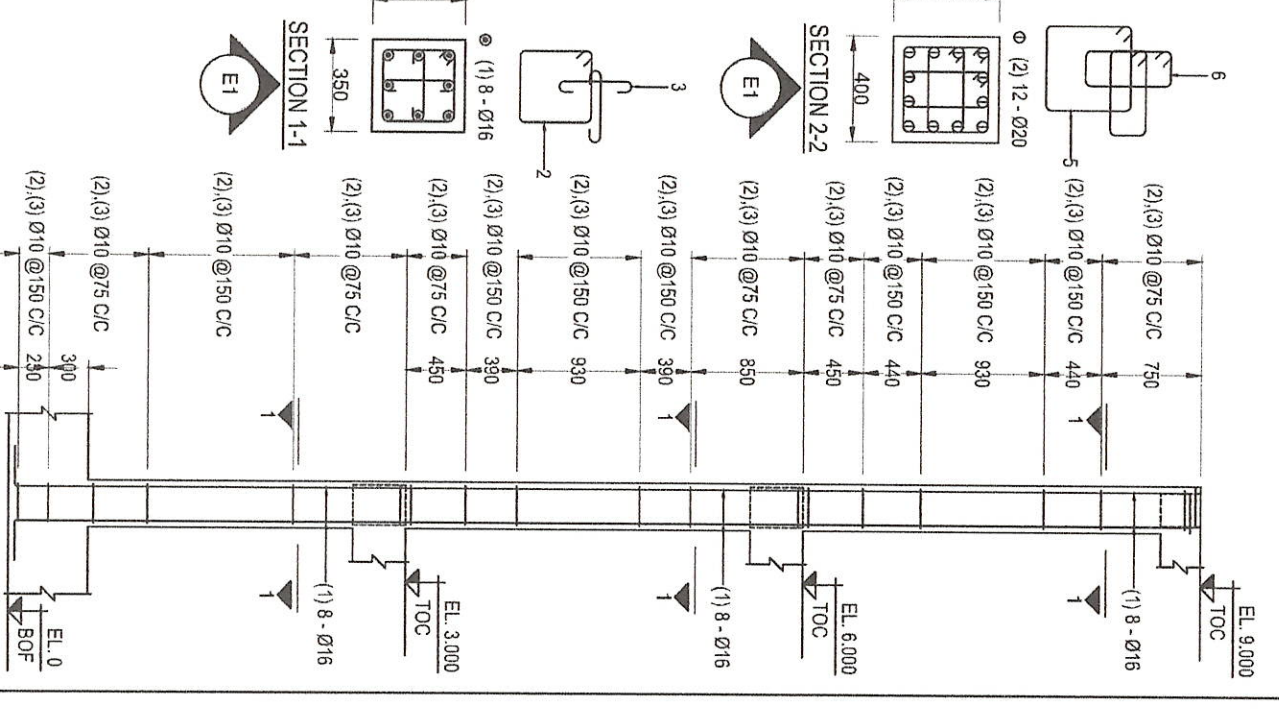 6
5
⊖ (2) 12 - Ø20
400
SECTION 2-2
E1
3
2
(1) 8 - Ø16
350
SECTION 1-1
E1
(2),(3) Ø10 @75 C/C 750
(2),(3) Ø10 @150 C/C 440
(2),(3) Ø10 @150 C/C 930
(2),(3) Ø10 @150 C/C 440
(2),(3) Ø10 @75 C/C 450
(2),(3) Ø10 @75 C/C 850
(2),(3) Ø10 @150 C/C 390
(2),(3) Ø10 @150 C/C 930
(2),(3) Ø10 @150 C/C 390
(2),(3) Ø10 @75 C/C 450
(2),(3) Ø10 @75 C/C
(2),(3) Ø10 @150 C/C
(2),(3) Ø10 @75 C/C 300
(2),(3) Ø10 @150 C/C 230
1
1
1
1
1
1
(1) 8 - Ø16
(1) 8 - Ø16
(1) 8 - Ø16
EL. 9.000
TOC
EL. 6.000
TOC
EL. 3.000
TOC
EL. 0
BOF